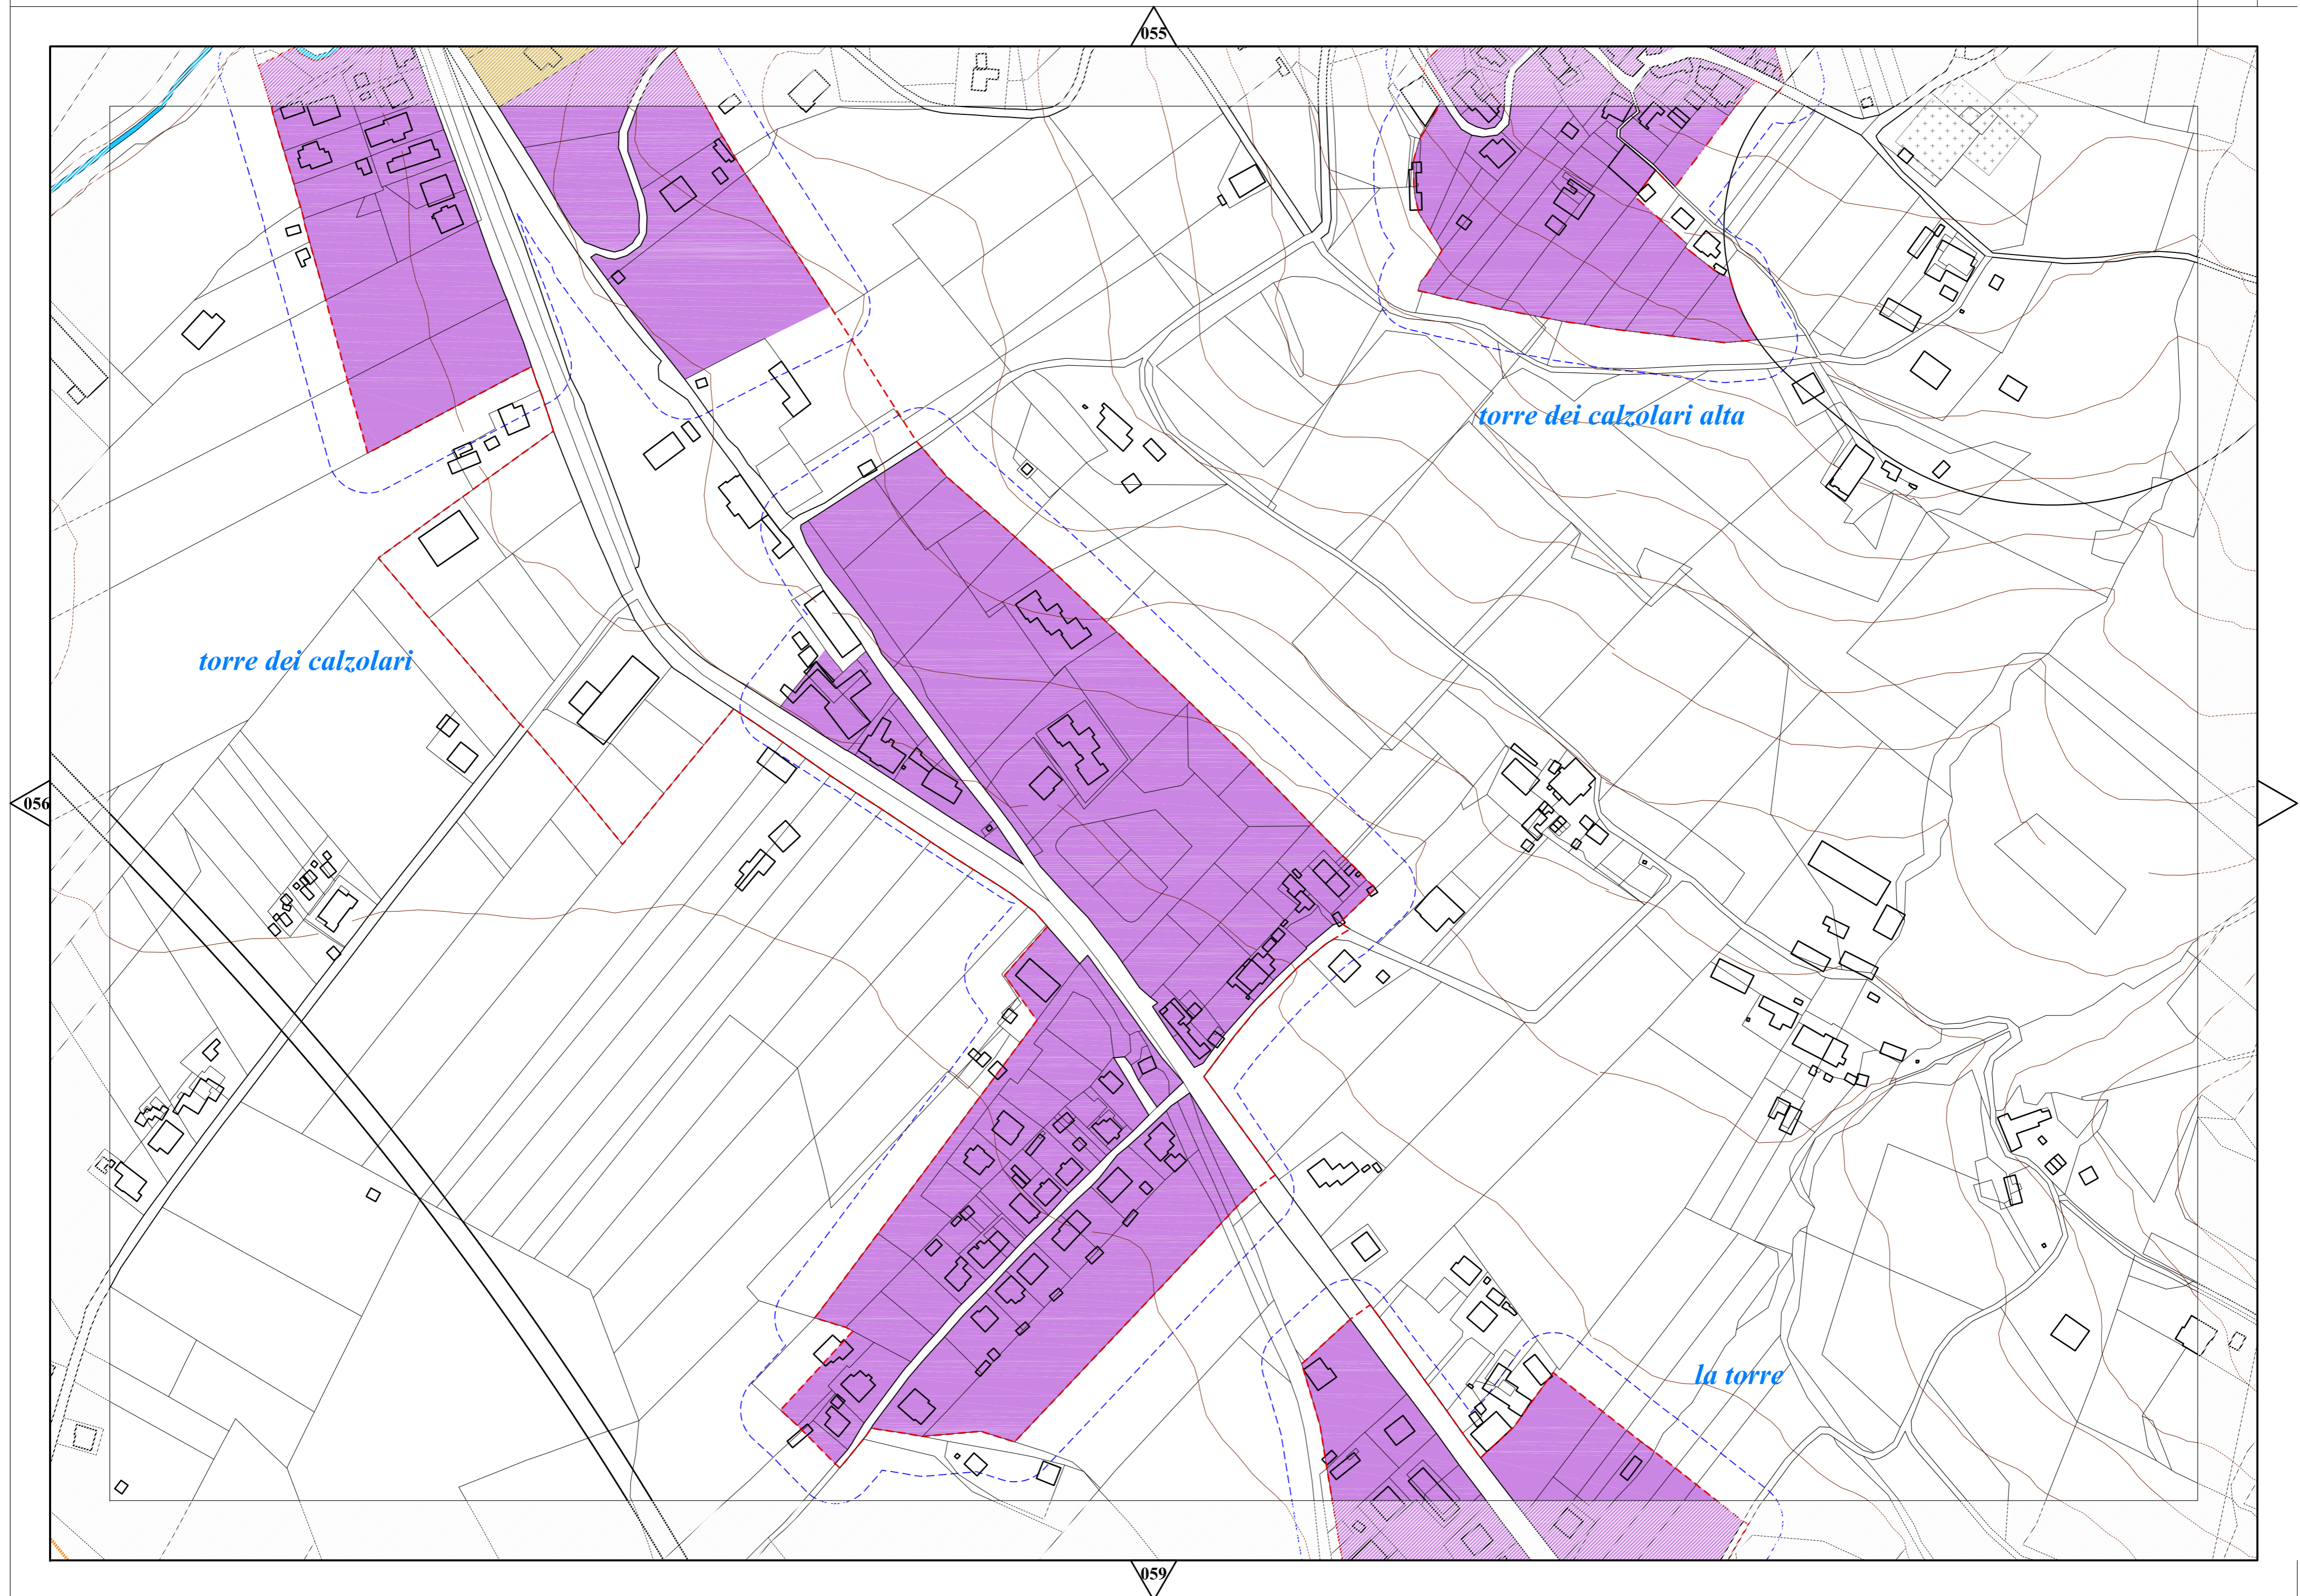 055
torre dei calzolari alta
torre dei calzolari
056
la torre
059